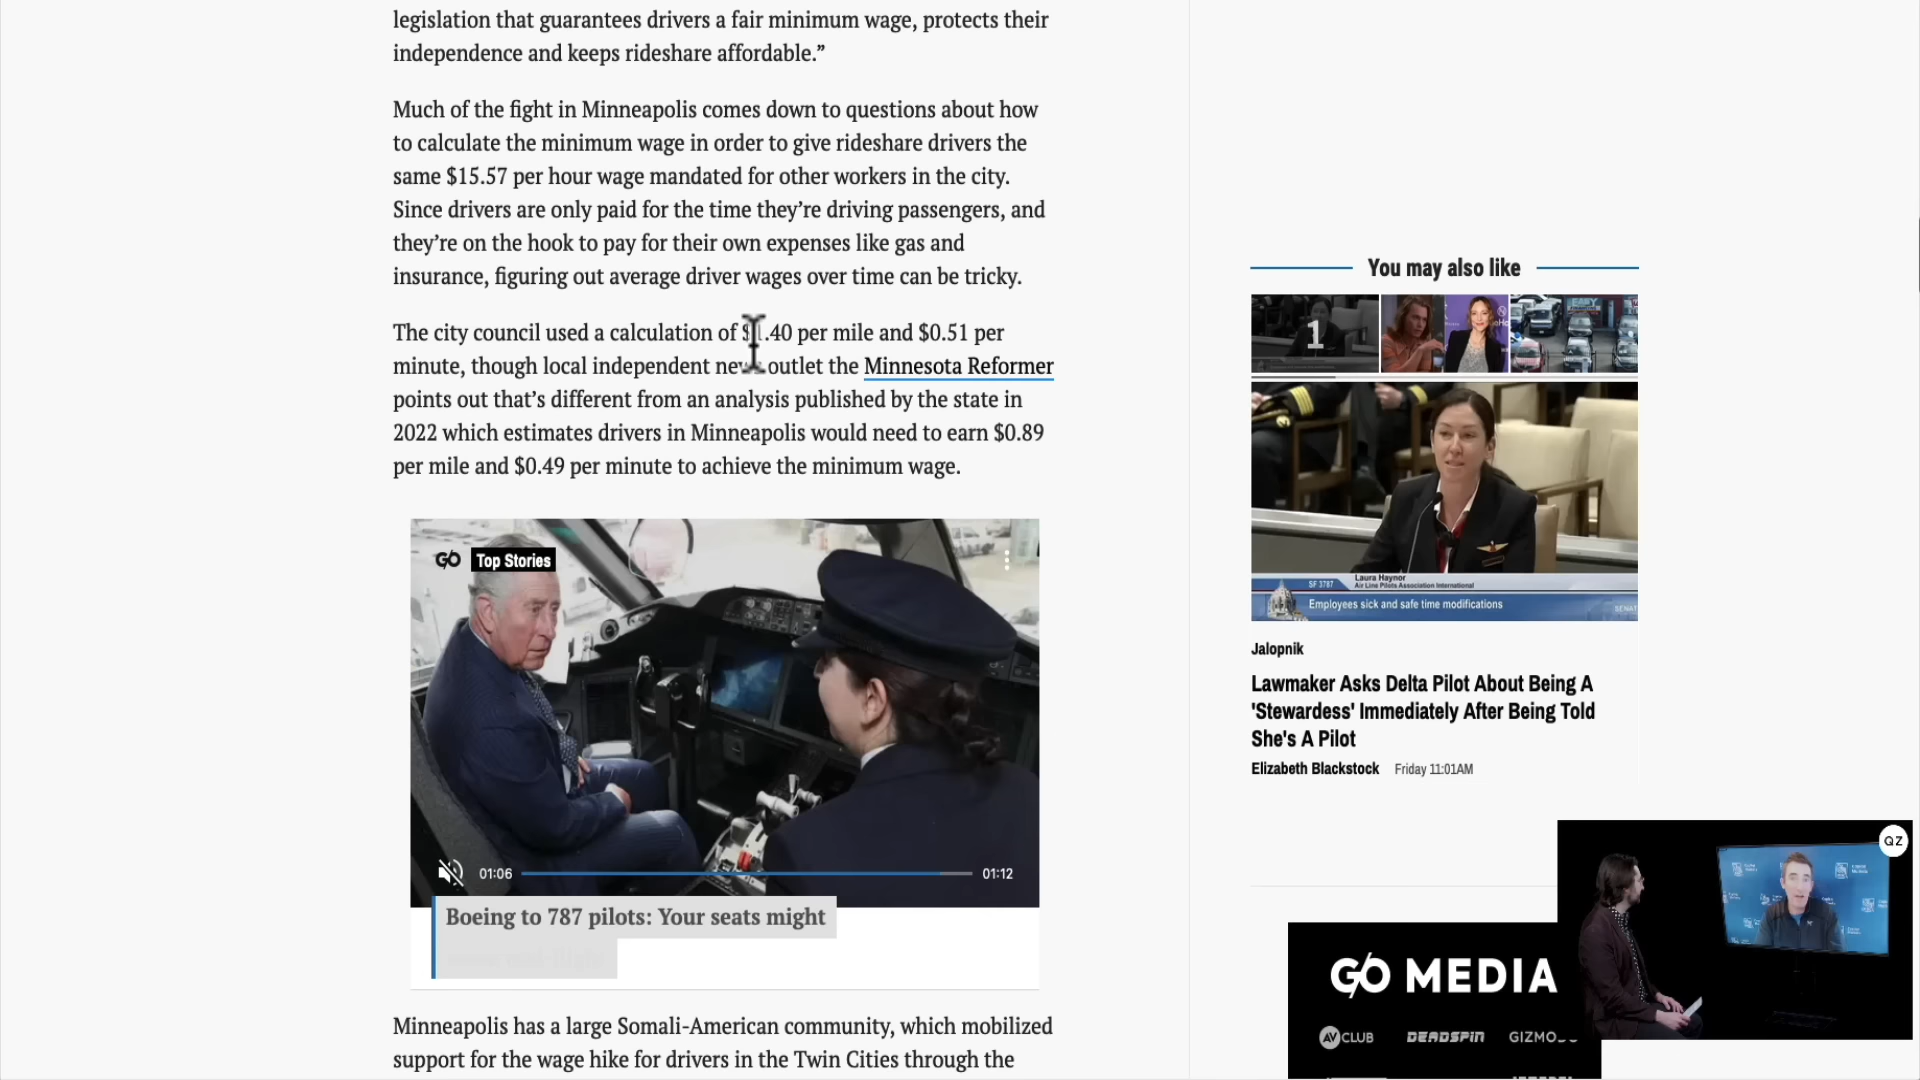 legislation that guarantees drivers a fair minimum wage, protects their
independence and keeps rideshare affordable.”
Much of the fight in Minneapolis comes down to questions about how
to calculate the minimum wage in order to give rideshare drivers the
same $15.57 per hour wage mandated for other workers in the city.
Since drivers are only paid for the time they’re driving passengers, and
they’re on the hook to pay for their own expenses like gas and
insurance, figuring out average driver wages over time can be tricky.
The city council used a calculation of $1.40 per mile and $0.51 per
minute, though local independent news outlet the Minnesota Reformer
points out that’s different from an analysis published by the state in
2022 which estimates drivers in Minneapolis would need to earn $0.89
per mile and $0.49 per minute to achieve the minimum wage.
GO Top Stories
01:06
01:12
Boeing to 787 pilots: Your seats might
Minneapolis has a large Somali-American community, which mobilized
support for the wage hike for drivers in the Twin Cities through the
You may also like
1
SF 3787
Laura Haynor
Air Line Pilots Association International
Employees sick and safe time modifications
Jalopnik
Lawmaker Asks Delta Pilot About Being A
'Stewardess' Immediately After Being Told
She's A Pilot
Elizabeth Blackstock Friday 11:01AM
GO MEDIA
AV CLUB DEADSPIN
QZ